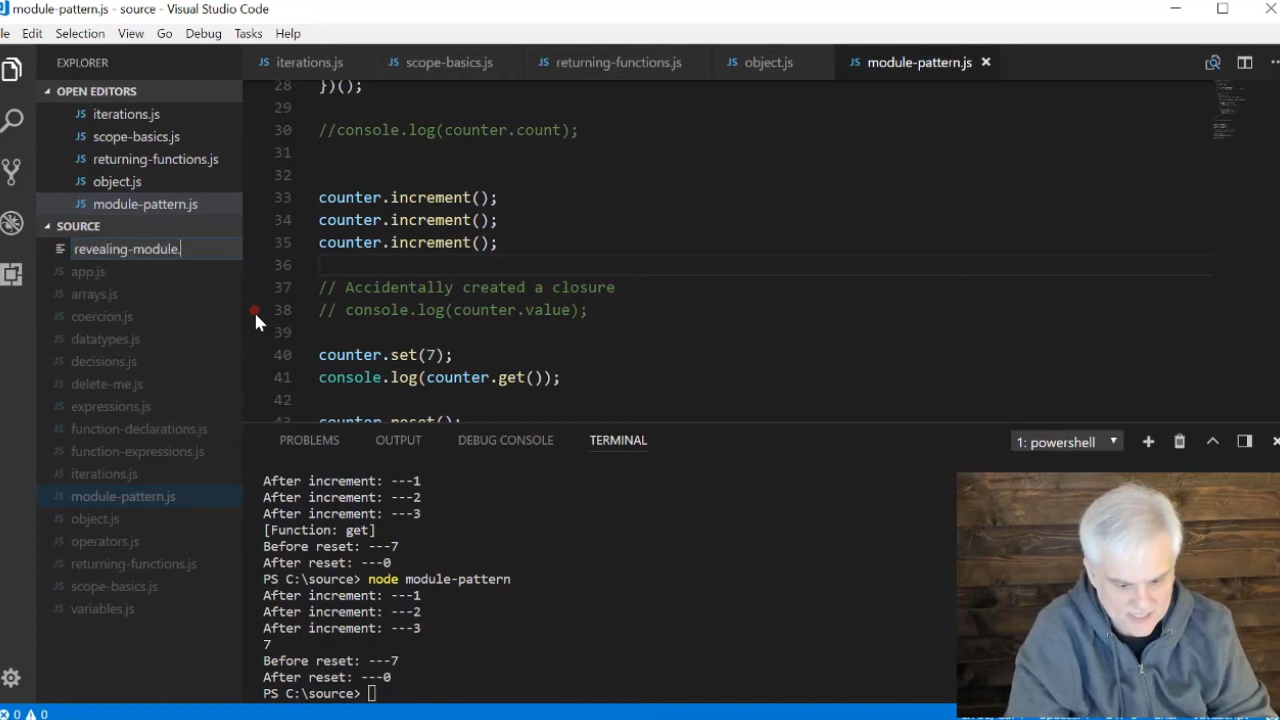 module-pattern.js - source - Visual Studio Code
Edit Selection View Go Debug Tasks Help
EXPLORER
OPEN EDITORS
iterations.js
scope-basics.js
returning-functions.js
object.js
module-pattern.js
SOURCE
revealing-module.
app.js
arrays.js
coercion.js
datatypes.js
decisions.js
delete-me.js
expressions.js
function-declarations.js
function-expressions.js
iterations.js
module-pattern.js
object.js
operators.js
returning-functions.js
scope-basics.js
variables.js
iterations.js scope-basics.js returning-functions.js object.js module-pattern.js
28 })();
29
30 //console.log(counter.count);
31
32
33 counter.increment();
34 counter.increment();
35 counter.increment();
36
37 // Accidentally created a closure
38 // console.log(counter.value);
39
40 counter.set(7);
41 console.log(counter.get());
42
PROBLEMS OUTPUT DEBUG CONSOLE TERMINAL 1: powershell
After increment: ---1
After increment: ---2
After increment: ---3
[Function: get]
Before reset: ---7
After reset: ---0
PS C:\source> node module-pattern
After increment: ---1
After increment: ---2
After increment: ---3
7
Before reset: ---7
After reset: ---0
PS C:\source>
0 0